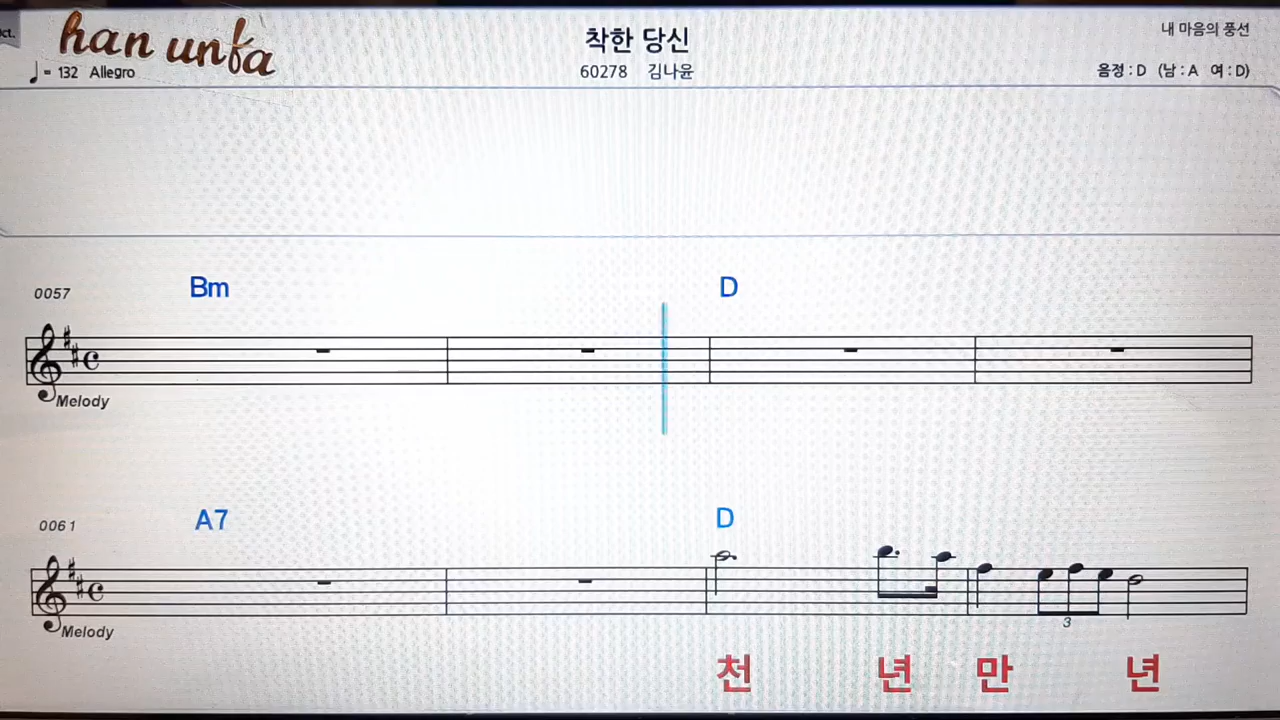 ct.
han unfa
착한 당신
내 마음의 풍선
♩= 132 Allegro
60278 김나윤
음정 : D (남 : A 여 : D)
0057
Bm D
Melody
0061
A7 D
3
Melody
천 년 만 년